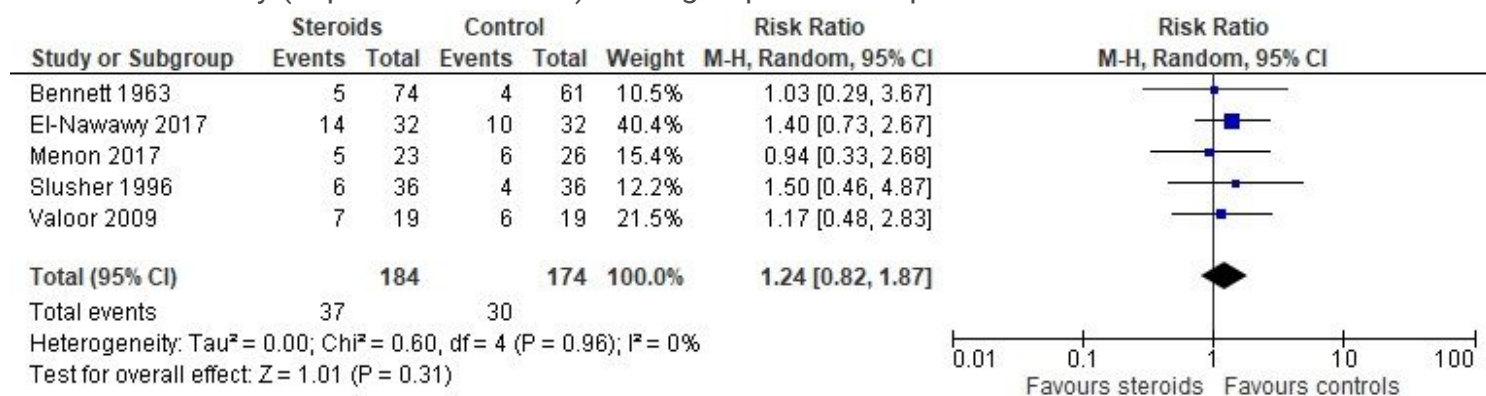 Steroids Control Risk Ratio Risk Ratio
Study or Subgroup Events Total Events Total Weight M-H, Random, 95% CI M-H, Random, 95% CI
Bennett 1963 5 74 4 61 10.5% 1.03 [0.29, 3.67]
El-Nawawy 2017 14 32 10 32 40.4% 1.40 [0.73, 2.67]
Menon 2017 5 23 6 26 15.4% 0.94 [0.33, 2.68]
Slusher 1996 6 36 4 36 12.2% 1.50 [0.46, 4.87]
Valoor 2009 7 19 6 19 21.5% 1.17 [0.48, 2.83]
Total (95% CI) 184 174 100.0% 1.24 [0.82, 1.87]
Total events 37 30
Heterogeneity: Tau² = 0.00; Chi² = 0.60, df = 4 (P = 0.96); I² = 0%
Test for overall effect: Z = 1.01 (P = 0.31)
0.01 0.1 1 10 100
Favours steroids Favours controls